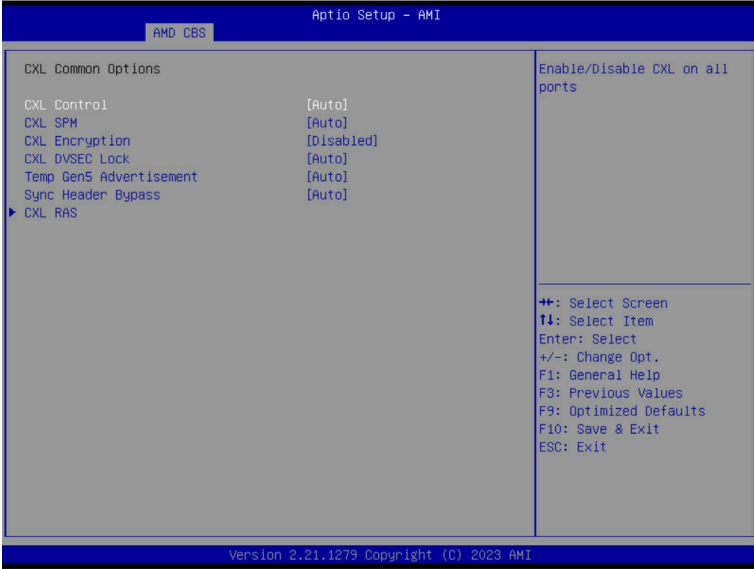 Aptio Setup – AMI
AMD CBS
CXL Common Options
CXL Control [Auto]
CXL SPM [Auto]
CXL Encryption [Disabled]
CXL DVSEC Lock [Auto]
Temp Gen5 Advertisement [Auto]
Sync Header Bypass [Auto]
CXL RAS
Enable/Disable CXL on all
ports
→←: Select Screen
↑↓: Select Item
Enter: Select
+/-: Change Opt.
F1: General Help
F3: Previous Values
F9: Optimized Defaults
F10: Save & Exit
ESC: Exit
Version 2.21.1279 Copyright (C) 2023 AMI